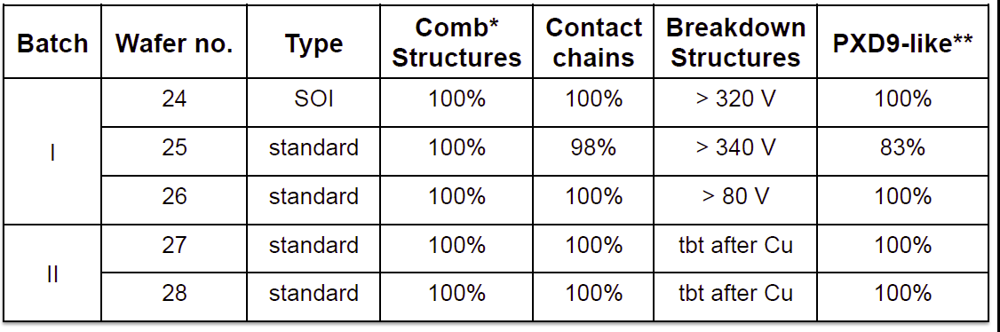 Batch Wafer no. Type Comb* Structures Contact chains Breakdown Structures PXD9-like**
I 24 SOI 100% 100% > 320 V 100%
25 standard 100% 98% > 340 V 83%
26 standard 100% 100% > 80 V 100%
II 27 standard 100% 100% tbt after Cu 100%
28 standard 100% 100% tbt after Cu 100%